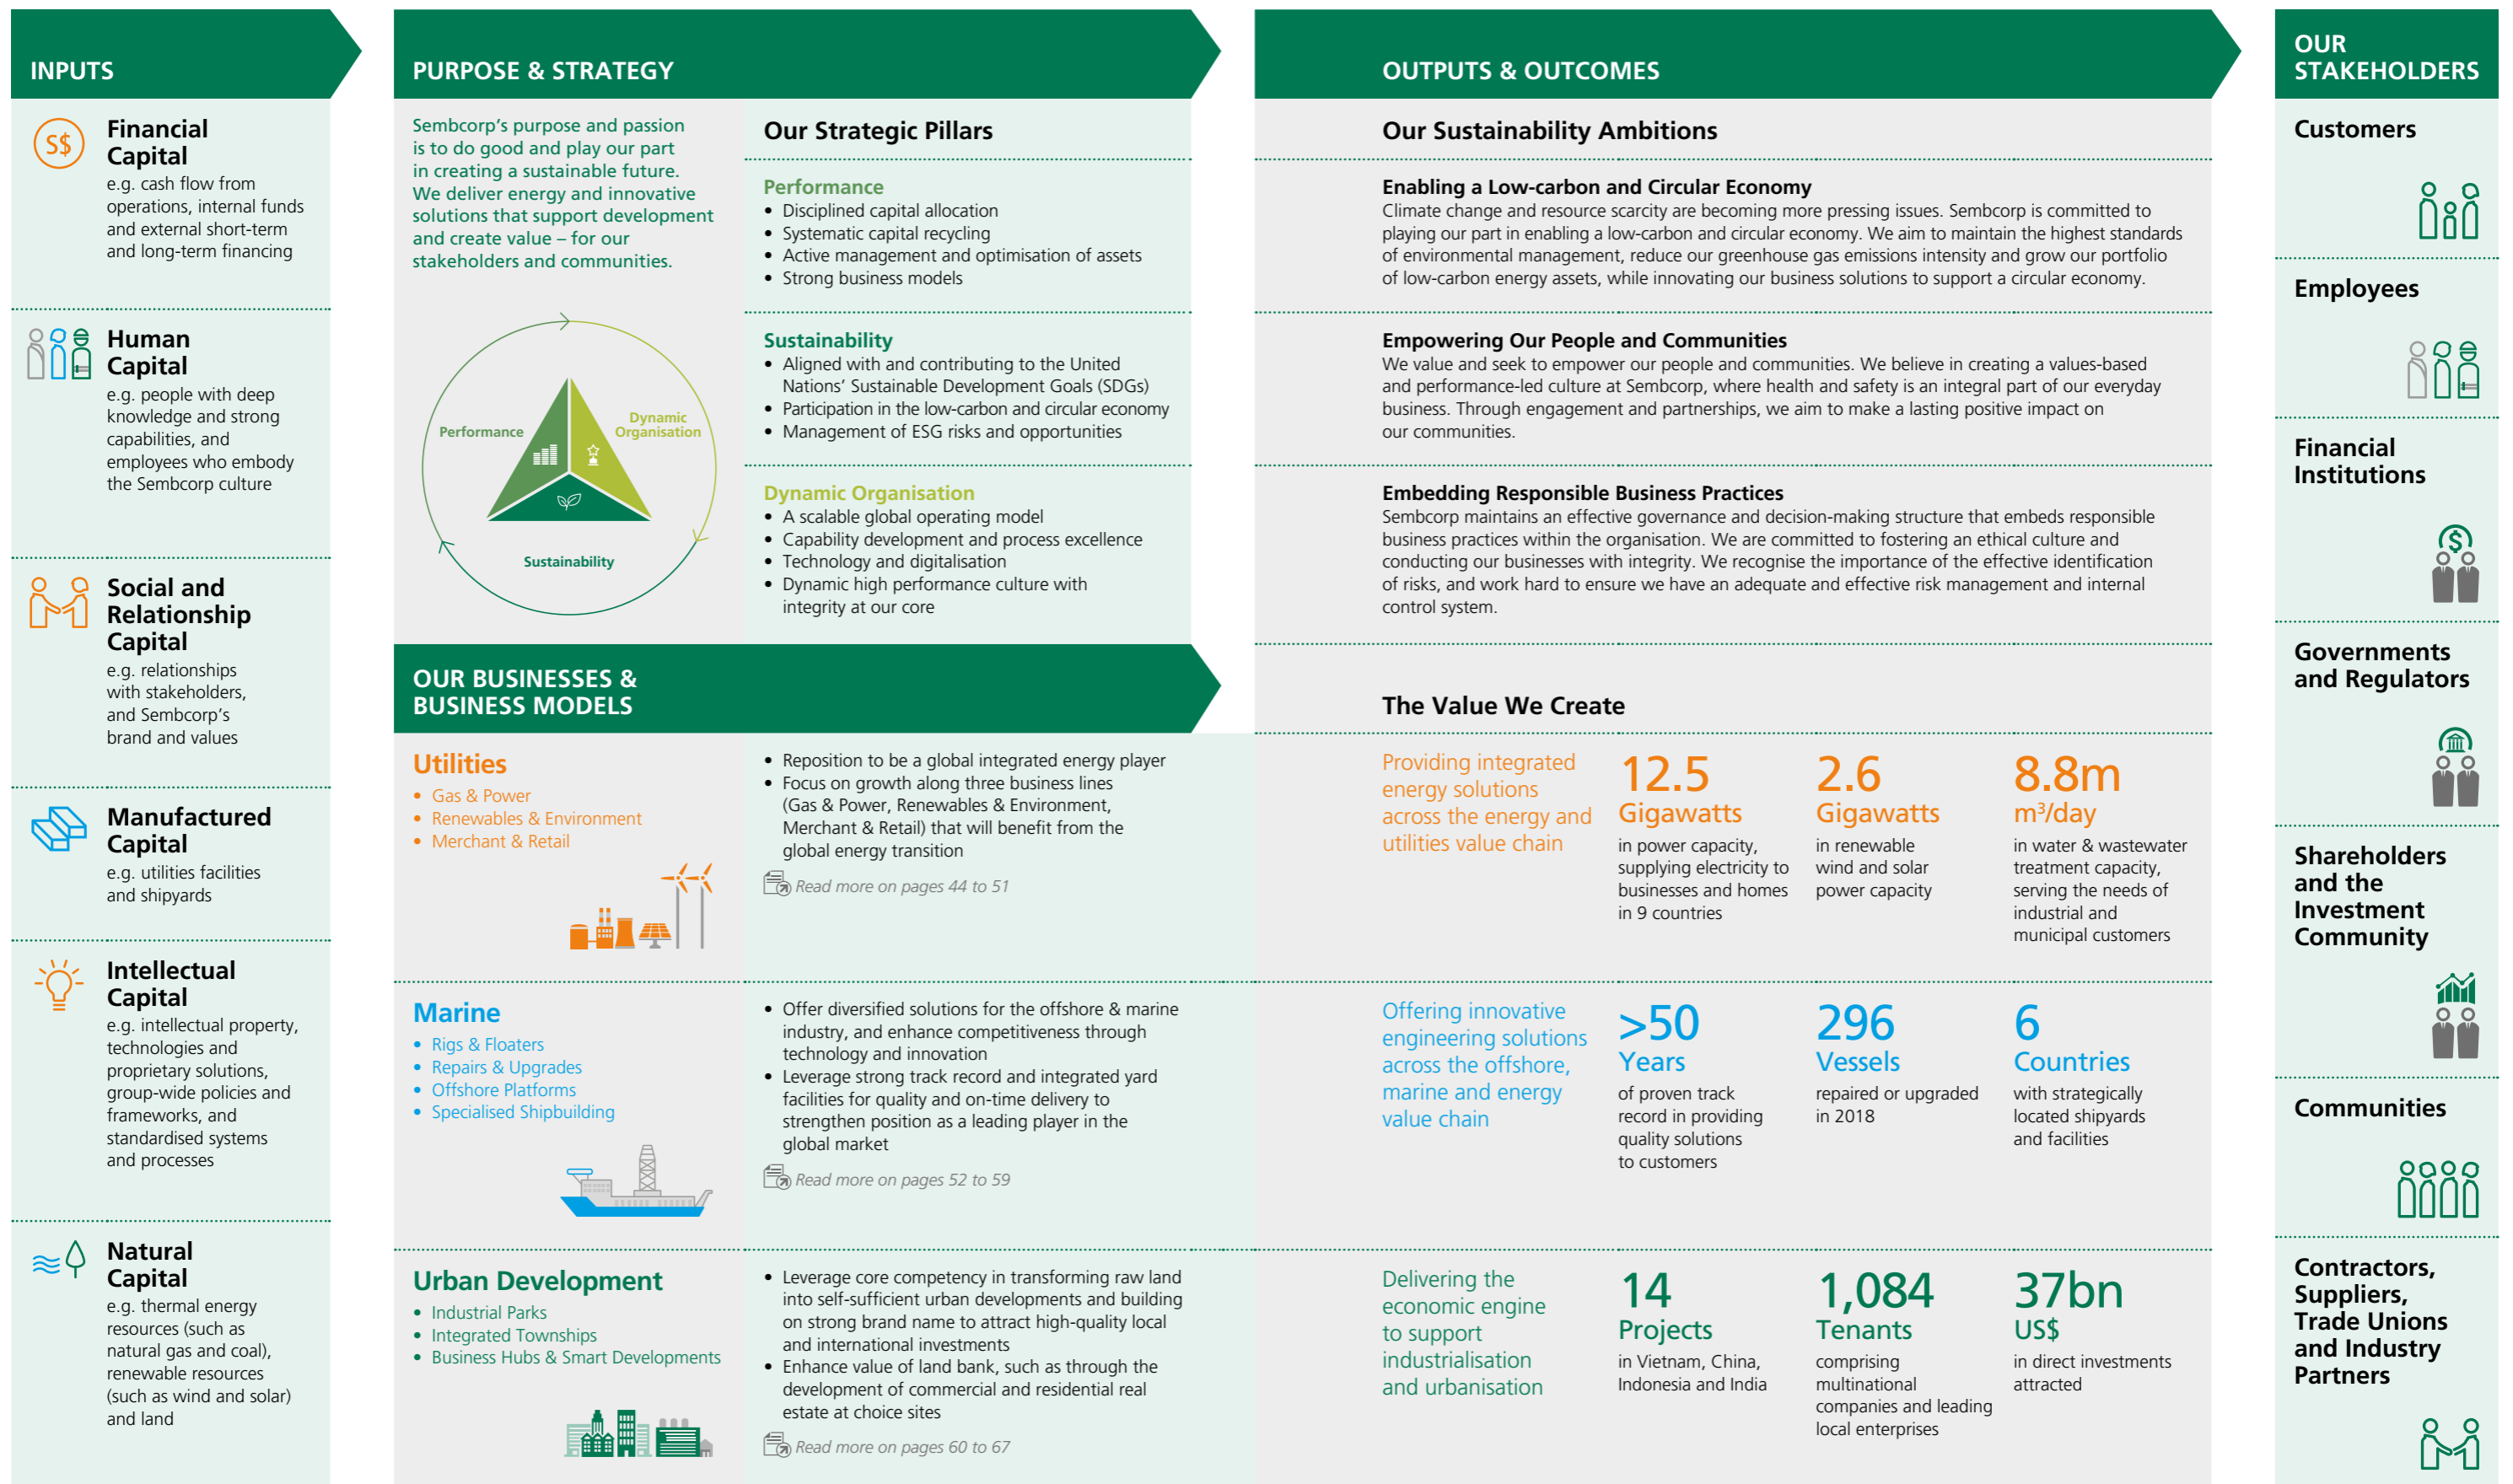 INPUTS
S$
Financial
Capital
e.g. cash flow from
operations, internal funds
and external short-term
and long-term financing
Human
Capital
e.g. people with deep
knowledge and strong
capabilities, and
employees who embody
the Sembcorp culture
Social and
Relationship
Capital
e.g. relationships
with stakeholders,
and Sembcorp's
brand and values
Manufactured
Capital
e.g. utilities facilities
and shipyards
Intellectual
Capital
e.g. intellectual property,
technologies and
proprietary solutions,
group-wide policies and
frameworks, and
standardised systems
and processes
Natural
Capital
e.g. thermal energy
resources (such as
natural gas and coal),
renewable resources
(such as wind and solar)
and land
PURPOSE & STRATEGY
Sembcorp's purpose and passion
is to do good and play our part
in creating a sustainable future.
We deliver energy and innovative
solutions that support development
and create value – for our
stakeholders and communities.
Performance
Dynamic
Organisation
Sustainability
Our Strategic Pillars
Performance
• Disciplined capital allocation
• Systematic capital recycling
• Active management and optimisation of assets
• Strong business models
Sustainability
• Aligned with and contributing to the United
Nations' Sustainable Development Goals (SDGs)
• Participation in the low-carbon and circular economy
• Management of ESG risks and opportunities
Dynamic Organisation
• A scalable global operating model
• Capability development and process excellence
• Technology and digitalisation
• Dynamic high performance culture with
integrity at our core
OUR BUSINESSES &
BUSINESS MODELS
Utilities
• Gas & Power
• Renewables & Environment
• Merchant & Retail
• Reposition to be a global integrated energy player
• Focus on growth along three business lines
(Gas & Power, Renewables & Environment,
Merchant & Retail) that will benefit from the
global energy transition
Read more on pages 44 to 51
Marine
• Rigs & Floaters
• Repairs & Upgrades
• Offshore Platforms
• Specialised Shipbuilding
• Offer diversified solutions for the offshore & marine
industry, and enhance competitiveness through
technology and innovation
• Leverage strong track record and integrated yard
facilities for quality and on-time delivery to
strengthen position as a leading player in the
global market
Read more on pages 52 to 59
Urban Development
• Industrial Parks
• Integrated Townships
• Business Hubs & Smart Developments
• Leverage core competency in transforming raw land
into self-sufficient urban developments and building
on strong brand name to attract high-quality local
and international investments
• Enhance value of land bank, such as through the
development of commercial and residential real
estate at choice sites
Read more on pages 60 to 67
OUTPUTS & OUTCOMES
Our Sustainability Ambitions
Enabling a Low-carbon and Circular Economy
Climate change and resource scarcity are becoming more pressing issues. Sembcorp is committed to
playing our part in enabling a low-carbon and circular economy. We aim to maintain the highest standards
of environmental management, reduce our greenhouse gas emissions intensity and grow our portfolio
of low-carbon energy assets, while innovating our business solutions to support a circular economy.
Empowering Our People and Communities
We value and seek to empower our people and communities. We believe in creating a values-based
and performance-led culture at Sembcorp, where health and safety is an integral part of our everyday
business. Through engagement and partnerships, we aim to make a lasting positive impact on
our communities.
Embedding Responsible Business Practices
Sembcorp maintains an effective governance and decision-making structure that embeds responsible
business practices within the organisation. We are committed to fostering an ethical culture and
conducting our businesses with integrity. We recognise the importance of the effective identification
of risks, and work hard to ensure we have an adequate and effective risk management and internal
control system.
The Value We Create
Providing integrated
energy solutions
across the energy and
utilities value chain
12.5
Gigawatts
in power capacity,
supplying electricity to
businesses and homes
in 9 countries
2.6
Gigawatts
in renewable
wind and solar
power capacity
8.8m
m³/day
in water & wastewater
treatment capacity,
serving the needs of
industrial and
municipal customers
Offering innovative
engineering solutions
across the offshore,
marine and energy
value chain
>50
Years
of proven track
record in providing
quality solutions
to customers
296
Vessels
repaired or upgraded
in 2018
6
Countries
with strategically
located shipyards
and facilities
Delivering the
economic engine
to support
industrialisation
and urbanisation
14
Projects
in Vietnam, China,
Indonesia and India
1,084
Tenants
comprising
multinational
companies and leading
local enterprises
37bn
US$
in direct investments
attracted
OUR
STAKEHOLDERS
Customers
Employees
Financial
Institutions
$
Governments
and Regulators
Shareholders
and the
Investment
Community
Communities
Contractors,
Suppliers,
Trade Unions
and Industry
Partners